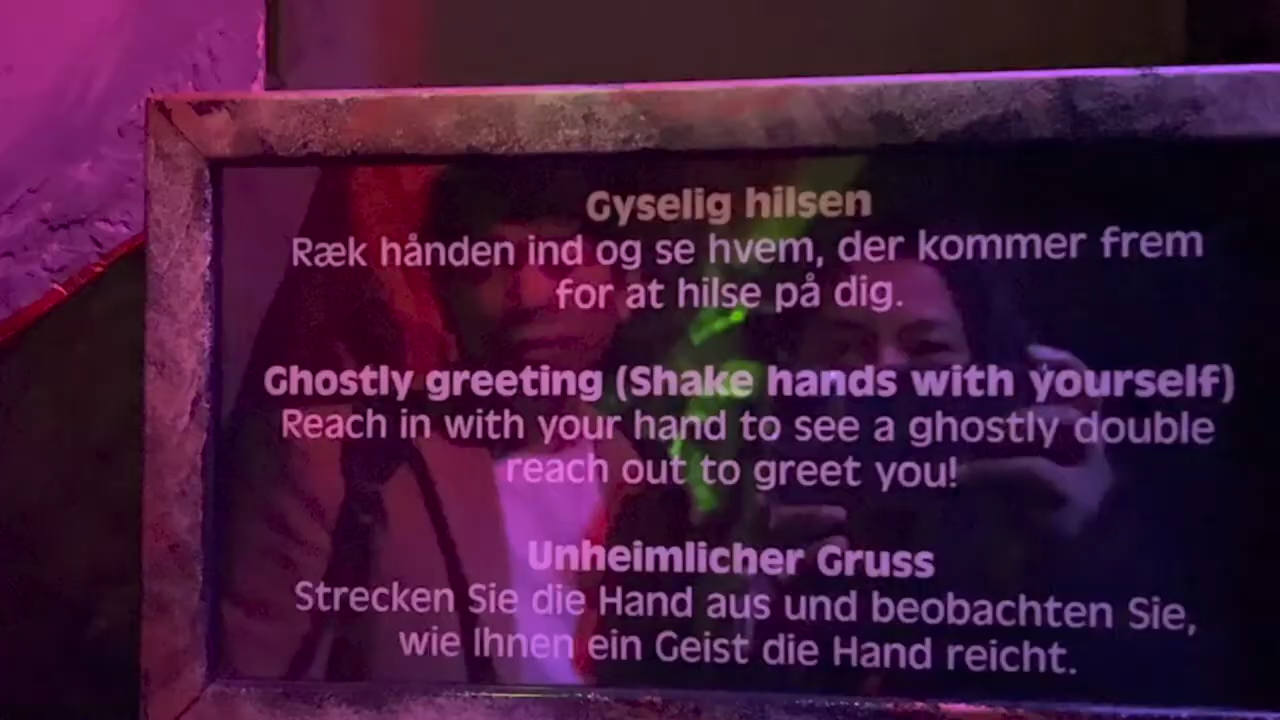 Gyselig hilsen
Ræk hånden ind og se hvem, der kommer frem
for at hilse på dig.
Ghostly greeting (Shake hands with yourself)
Reach in with your hand to see a ghostly double
reach out to greet you!
Unheimlicher Gruss
Strecken Sie die Hand aus und beobachten Sie,
wie Ihnen ein Geist die Hand reicht.